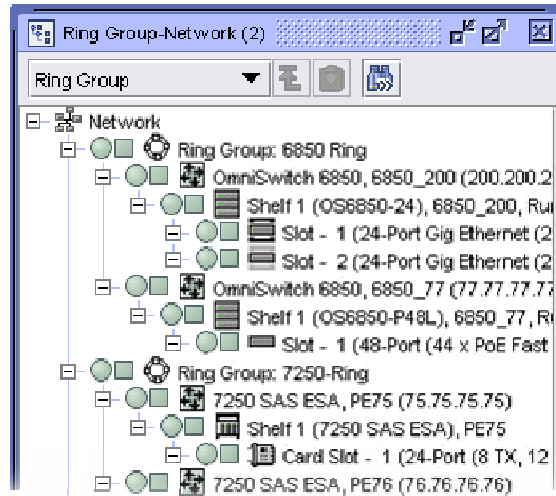 Ring Group-Network (2)
Ring Group
Network
Ring Group: 6850 Ring
OmniSwitch 6850, 6850_200 (200.200.2
Shelf 1 (OS6850-24), 6850_200, Ru
Slot - 1 (24-Port Gig Ethernet (2
Slot - 2 (24-Port Gig Ethernet (2
OmniSwitch 6850, 6850_77 (77.77.77.77
Shelf 1 (OS6850-P48L), 6850_77, R
Slot - 1 (48-Port (44 x PoE Fast
Ring Group: 7250-Ring
7250 SAS ESA, PE75 (75.75.75.75)
Shelf 1 (7250 SAS ESA), PE75
Card Slot - 1 (24-Port (8 TX, 12
7250 SAS ESA, PE76 (76.76.76.76)